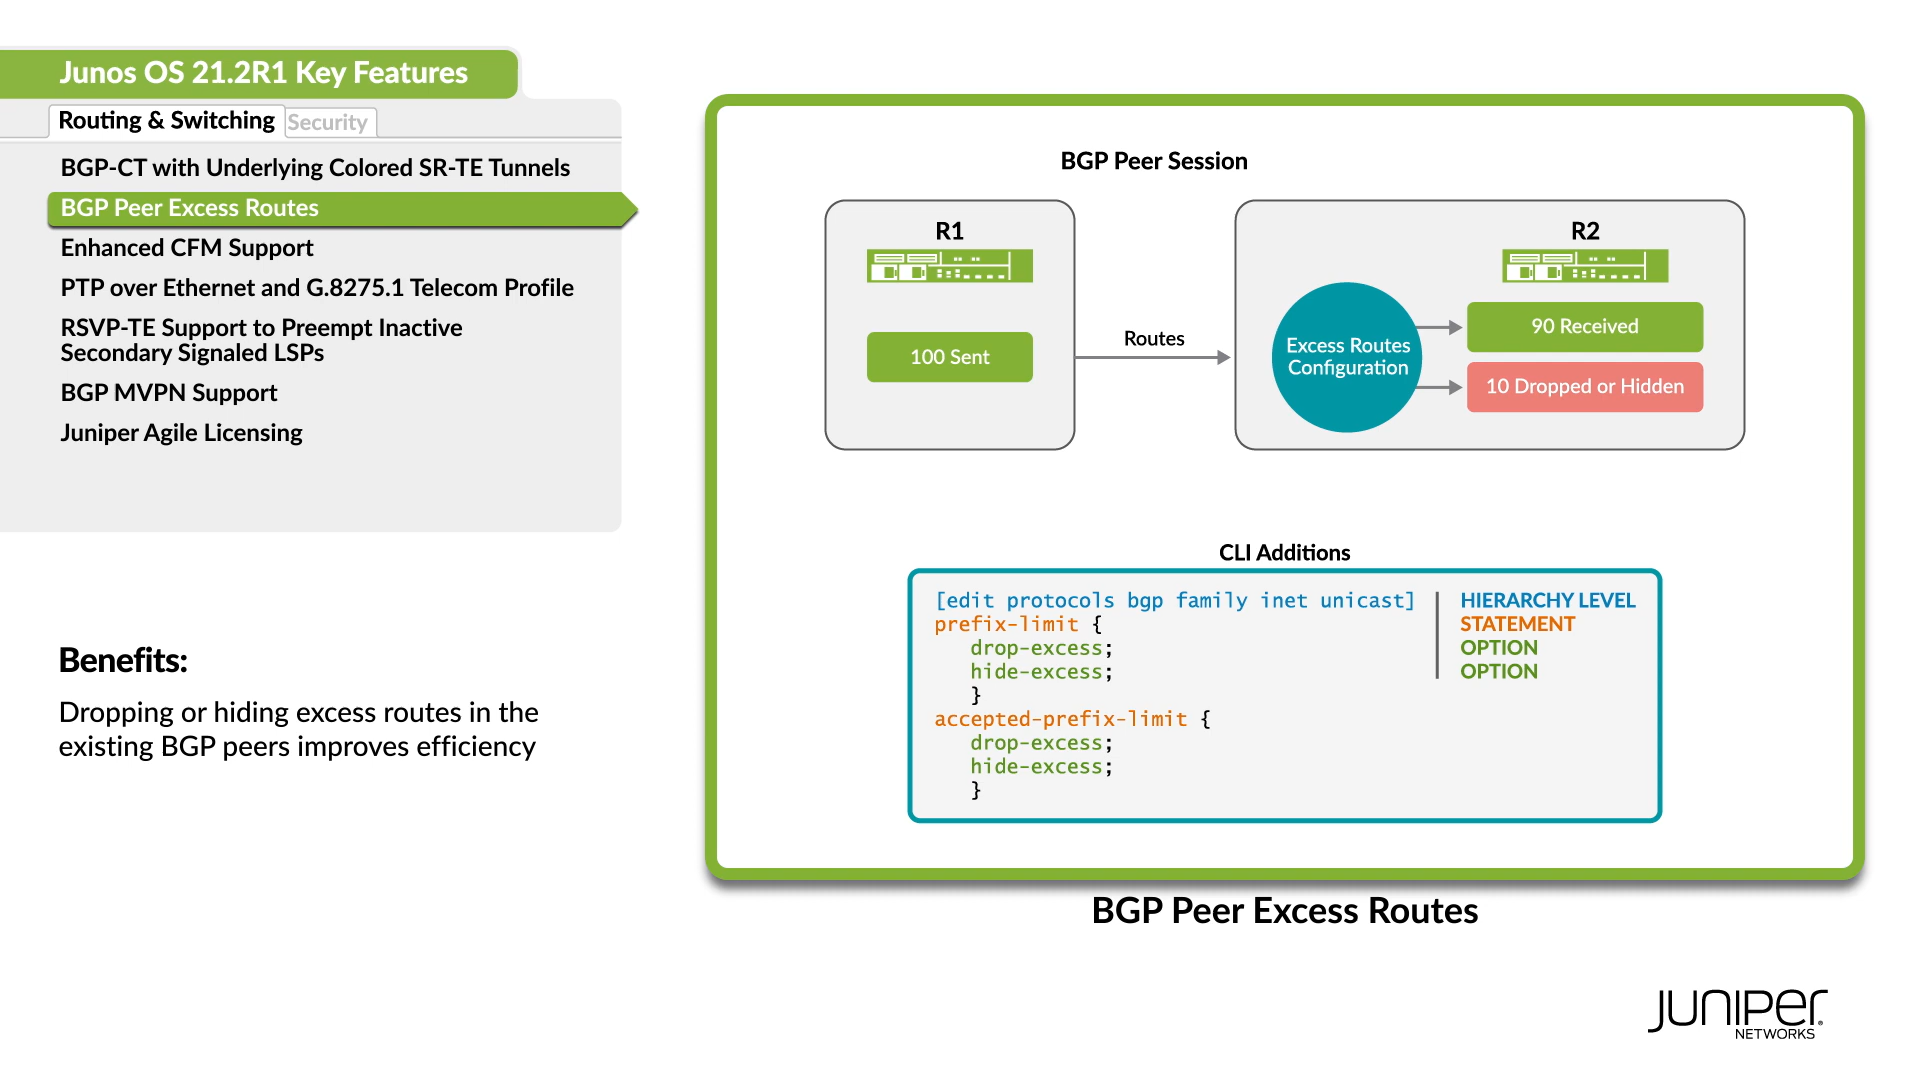 Junos OS 21.2R1 Key Features
Routing & Switching
Security
BGP-CT with Underlying Colored SR-TE Tunnels
BGP Peer Excess Routes
Enhanced CFM Support
PTP over Ethernet and G.8275.1 Telecom Profile
RSVP-TE Support to Preempt Inactive
Secondary Signaled LSPs
BGP MVPN Support
Juniper Agile Licensing
Benefits:
Dropping or hiding excess routes in the
existing BGP peers improves efficiency
BGP Peer Session
R1
100 Sent
Routes
R2
Excess Routes
Configuration
90 Received
10 Dropped or Hidden
CLI Additions
[edit protocols bgp family inet unicast]
prefix-limit {
drop-excess;
hide-excess;
}
accepted-prefix-limit {
drop-excess;
hide-excess;
}
HIERARCHY LEVEL
STATEMENT
OPTION
OPTION
BGP Peer Excess Routes
JUNIPER
NETWORKS